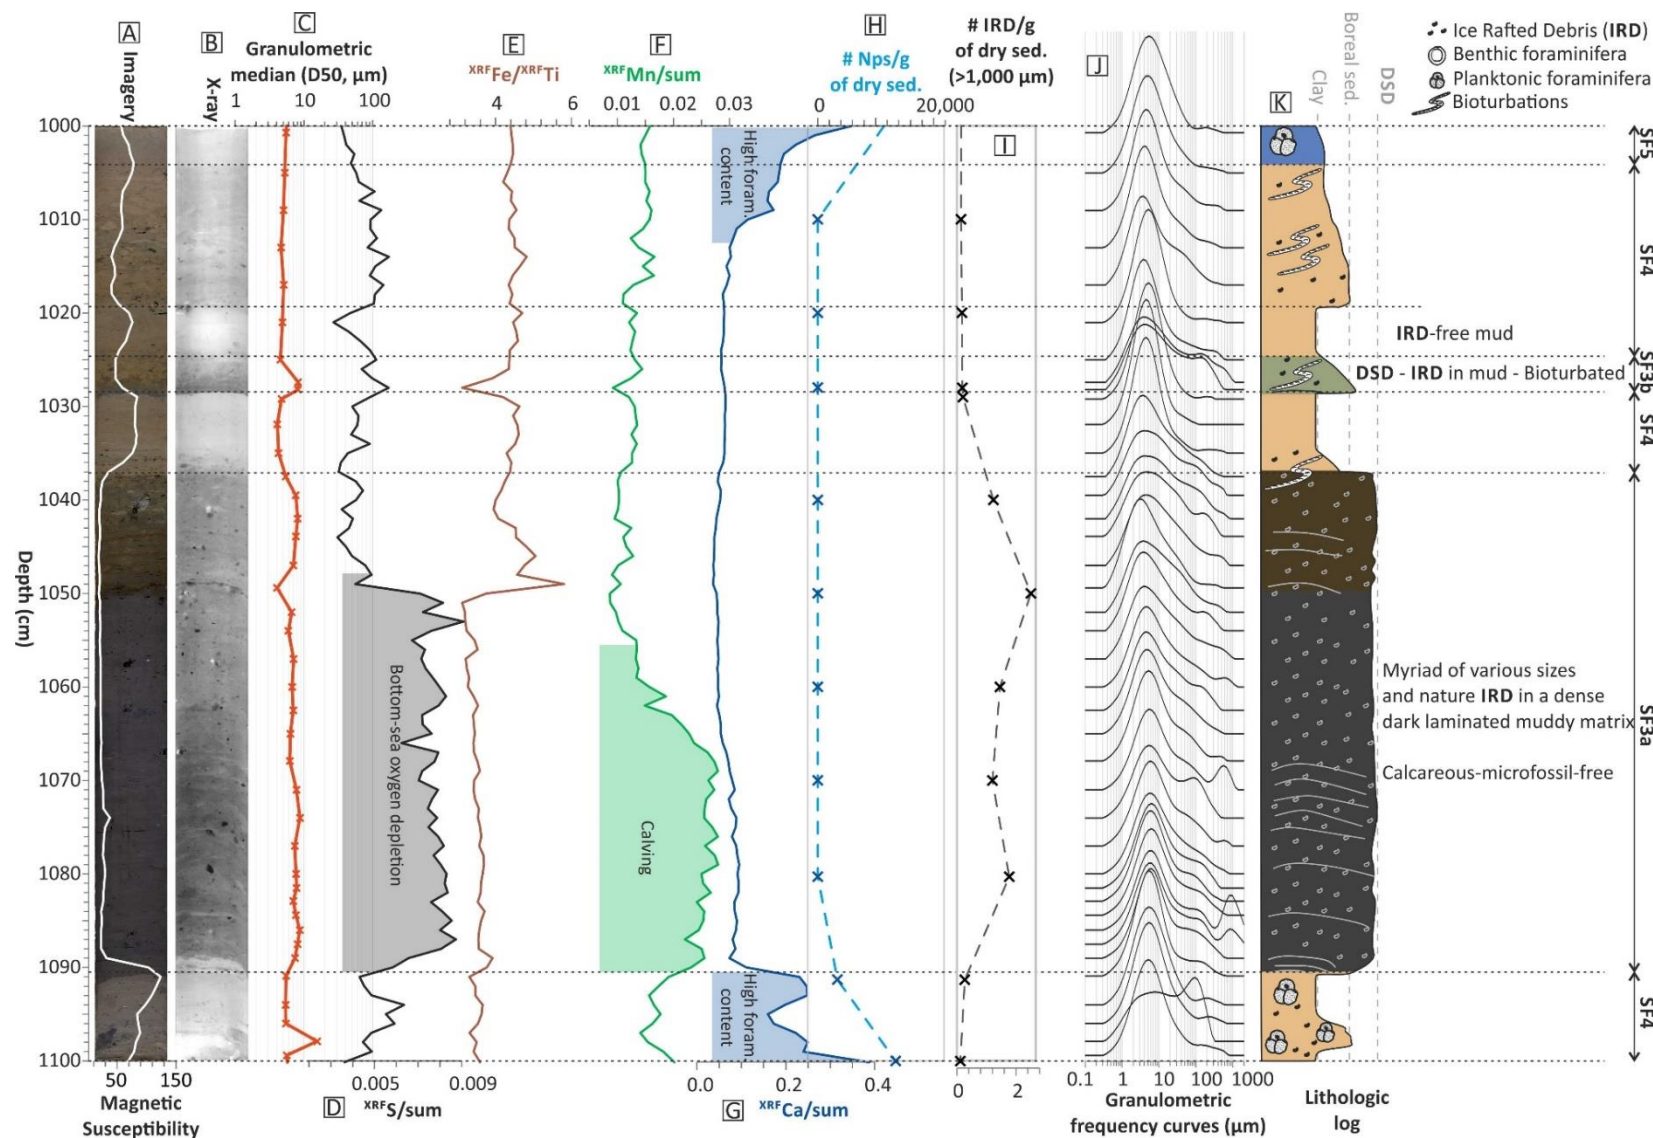 A
Imagery
B
X-ray
C
Granulometric
median (D50, µm)
1 10 100
E
XRFFe/XRFTi
4 6
F
XRFMn/sum
0.01 0.02 0.03
H
# Nps/g
of dry sed.
0 20,000
# IRD/g
of dry sed.
(>1,000 µm)
I
J
K
Clay
Boreal sed.
DSD
Ice Rafted Debris (IRD)
Benthic foraminifera
Planktonic foraminifera
Bioturbations
Depth (cm)
1000
1010
1020
1030
1040
1050
1060
1070
1080
1090
1100
High foram.
content
Bottom-sea oxygen depletion
Calving
High foram.
content
IRD-free mud
DSD - IRD in mud - Bioturbated
Myriad of various sizes
and nature IRD in a dense
dark laminated muddy matrix
Calcareous-microfossil-free
SF5
SF4
SF3b
SF4
SF3a
SF4
50 150
Magnetic
Susceptibility
0.005 0.009
D XRFS/sum
0.0 0.2 0.4
G XRFCa/sum
0 2
0.1 1 10 100 1000
Granulometric
frequency curves (µm)
Lithologic
log